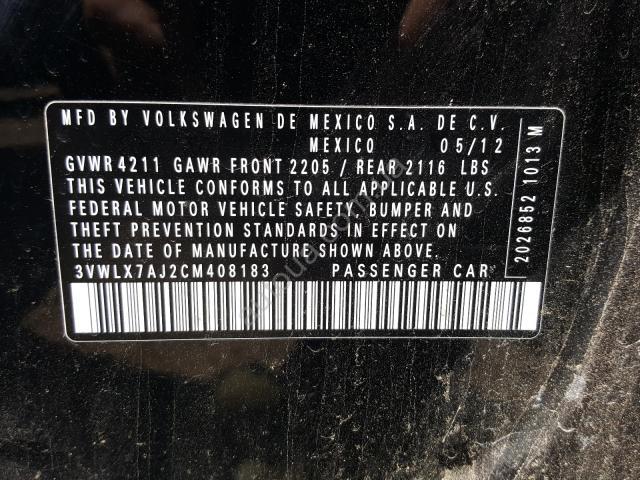 MFD BY VOLKSWAGEN DE MEXICO S.A. DE C.V.
MEXICO 05/12
GVWR 4211 GAWR FRONT 2205 / REAR 2116 LBS
THIS VEHICLE CONFORMS TO ALL APPLICABLE U.S.
FEDERAL MOTOR VEHICLE SAFETY, BUMPER AND
THEFT PREVENTION STANDARDS IN EFFECT ON
THE DATE OF MANUFACTURE SHOWN ABOVE.
3VWLX7AJ2CM408183 PASSENGER CAR
2026852 1013 M